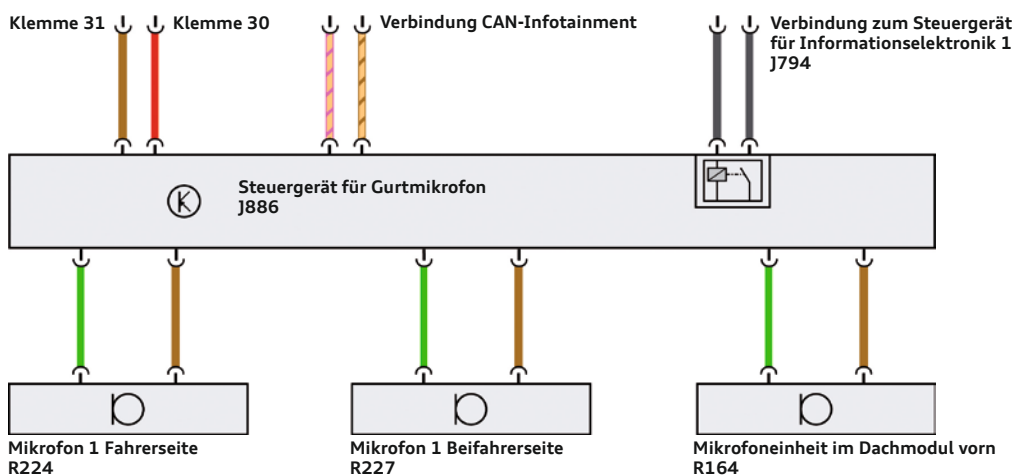 Klemme 31
Klemme 30
Verbindung CAN-Infotainment
Verbindung zum Steuergerät
für Informationselektronik 1
J794
Steuergerät für Gurtmikrofon
J886
Mikrofon 1 Fahrerseite
R224
Mikrofon 1 Beifahrerseite
R227
Mikrofoneinheit im Dachmodul vorn
R164